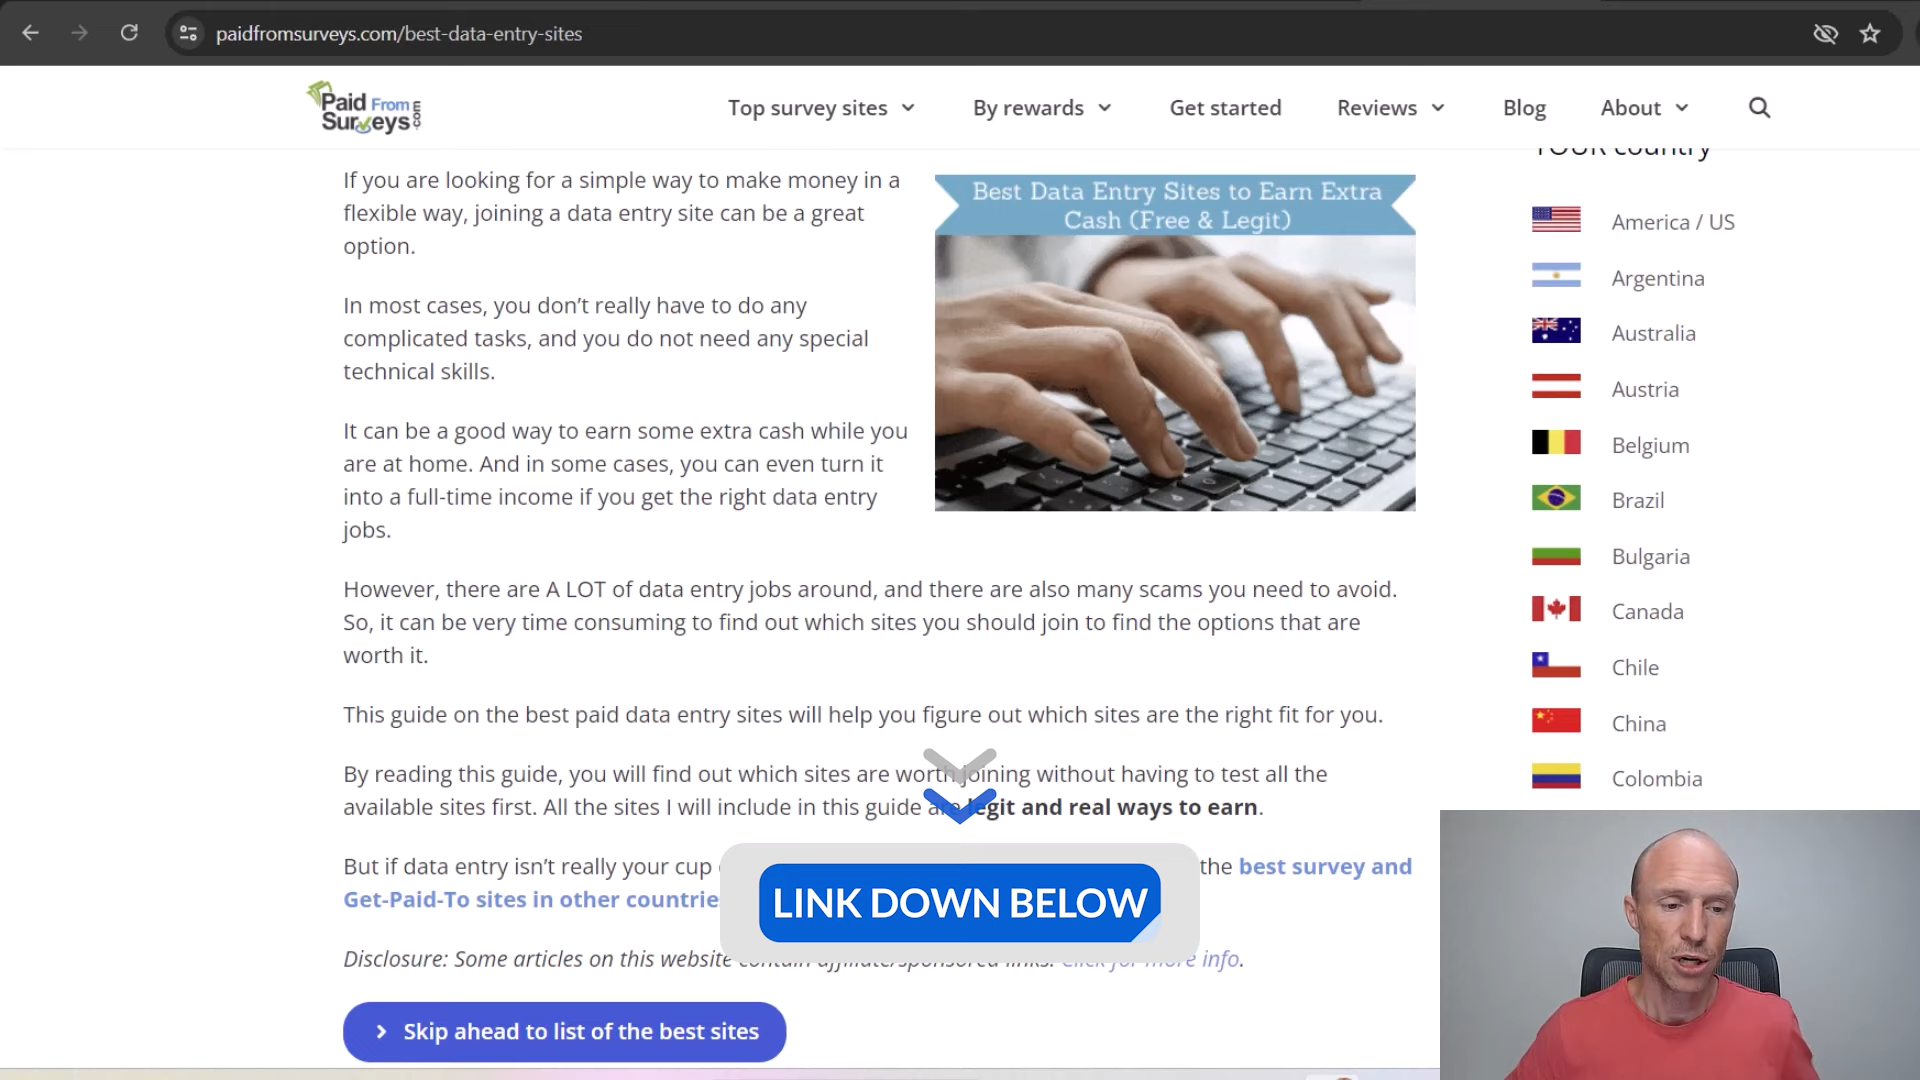 paidfromsurveys.com/best-data-entry-sites
Paid From
Surveys.com
Top survey sites
By rewards
Get started
Reviews
Blog
About
If you are looking for a simple way to make money in a
flexible way, joining a data entry site can be a great
option.
In most cases, you don't really have to do any
complicated tasks, and you do not need any special
technical skills.
It can be a good way to earn some extra cash while you
are at home. And in some cases, you can even turn it
into a full-time income if you get the right data entry
jobs.
Best Data Entry Sites to Earn Extra
Cash (Free & Legit)
However, there are A LOT of data entry jobs around, and there are also many scams you need to avoid.
So, it can be very time consuming to find out which sites you should join to find the options that are
worth it.
This guide on the best paid data entry sites will help you figure out which sites are the right fit for you.
By reading this guide, you will find out which sites are worth joining without having to test all the
available sites first. All the sites I will include in this guide are legit and real ways to earn.
But if data entry isn't really your cup the best survey and
Get-Paid-To sites in other countries
LINK DOWN BELOW
Disclosure: Some articles on this website contain affiliate/sponsored links. Click for more info.
Skip ahead to list of the best sites
YOUR country
America / US
Argentina
Australia
Austria
Belgium
Brazil
Bulgaria
Canada
Chile
China
Colombia